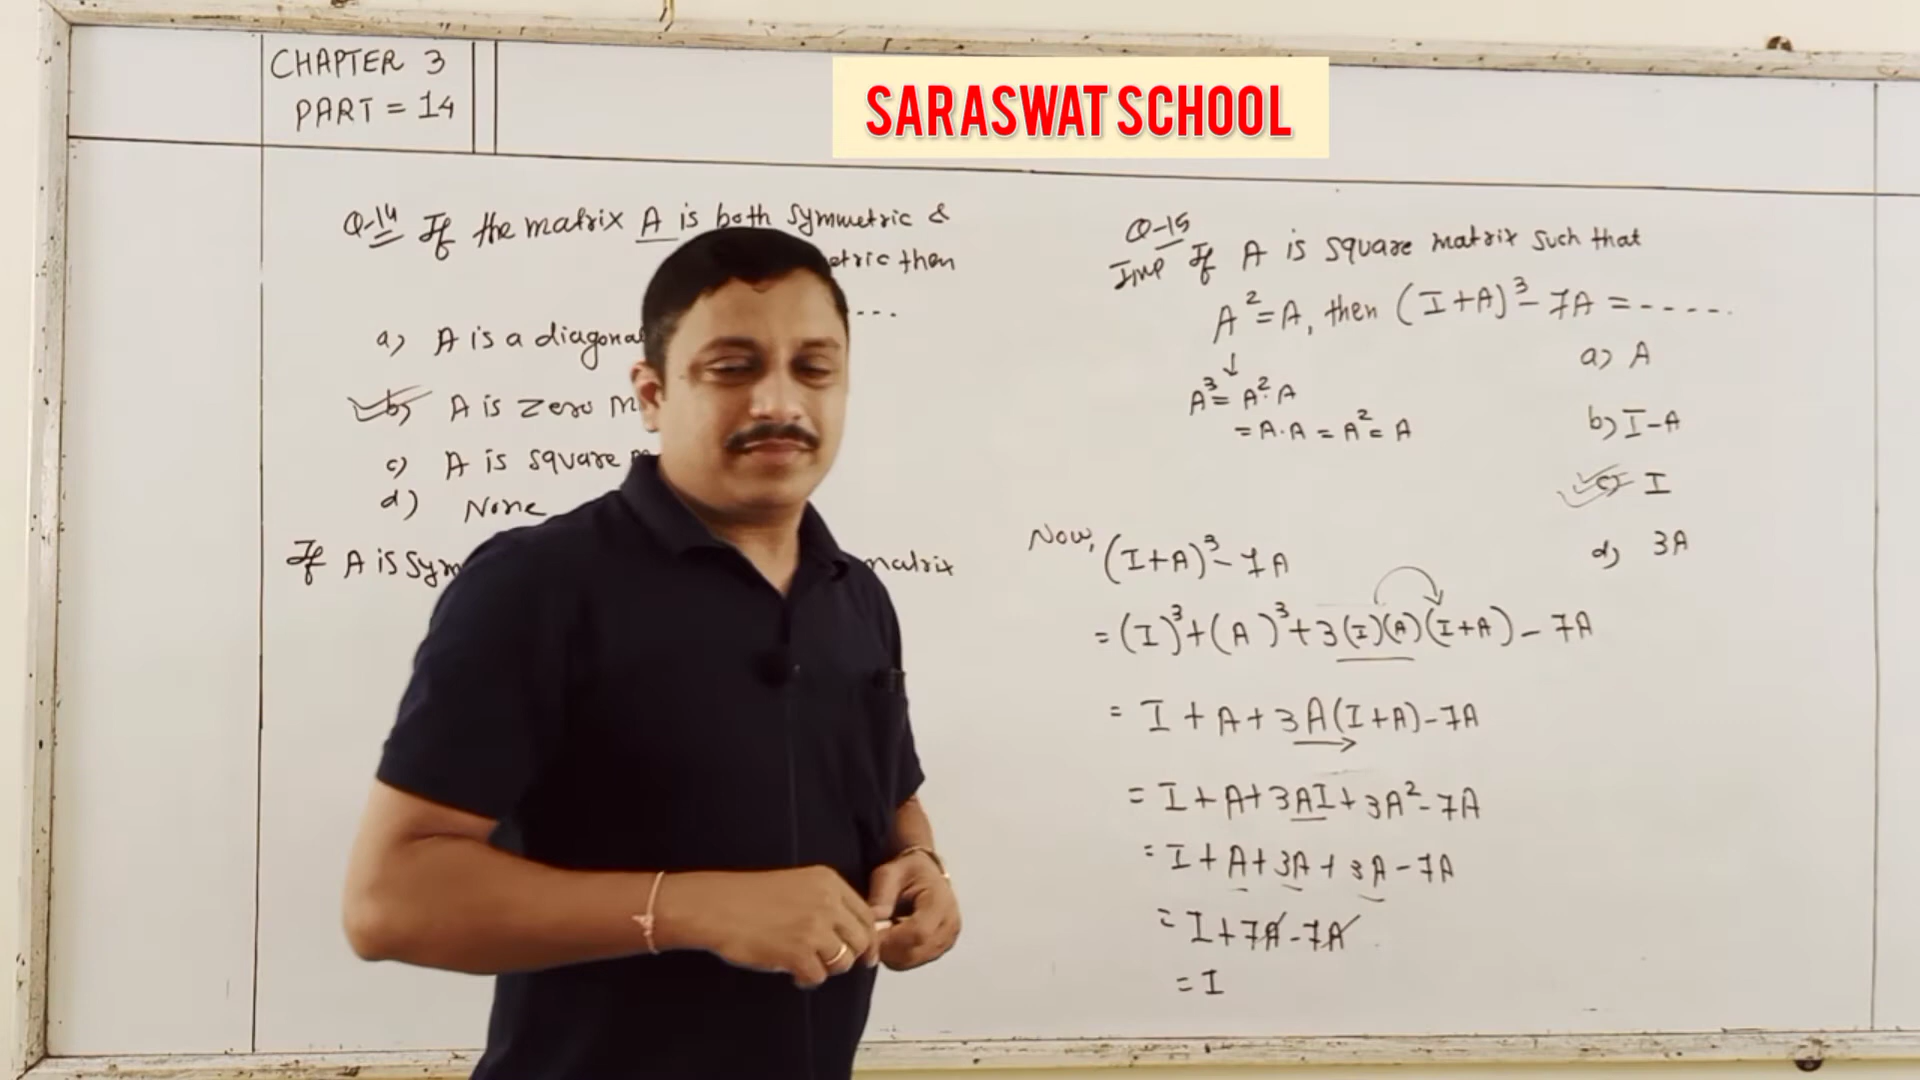 CHAPTER 3
PART = 14
SARASWAT SCHOOL
Q-14 If the matrix A is both symmetric &
etric then
....
a) A is a diagonal
b) A is zero m
c) A is square m
d) None
If A is sym
matrix
Q-15
Imp If A is square matrix such that
A² = A, then (I+A)³ - 7A = -----
↓
A³ = A².A
= A.A = A² = A
a) A
b) I-A
c) I
d) 3A
Now, (I+A)³ - 7A
= (I)³+(A)³+3(I)(A)(I+A) - 7A
= I + A + 3A(I+A) - 7A
= I + A + 3AI + 3A² - 7A
= I + A + 3A + 3A - 7A
= I + 7A - 7A
= I